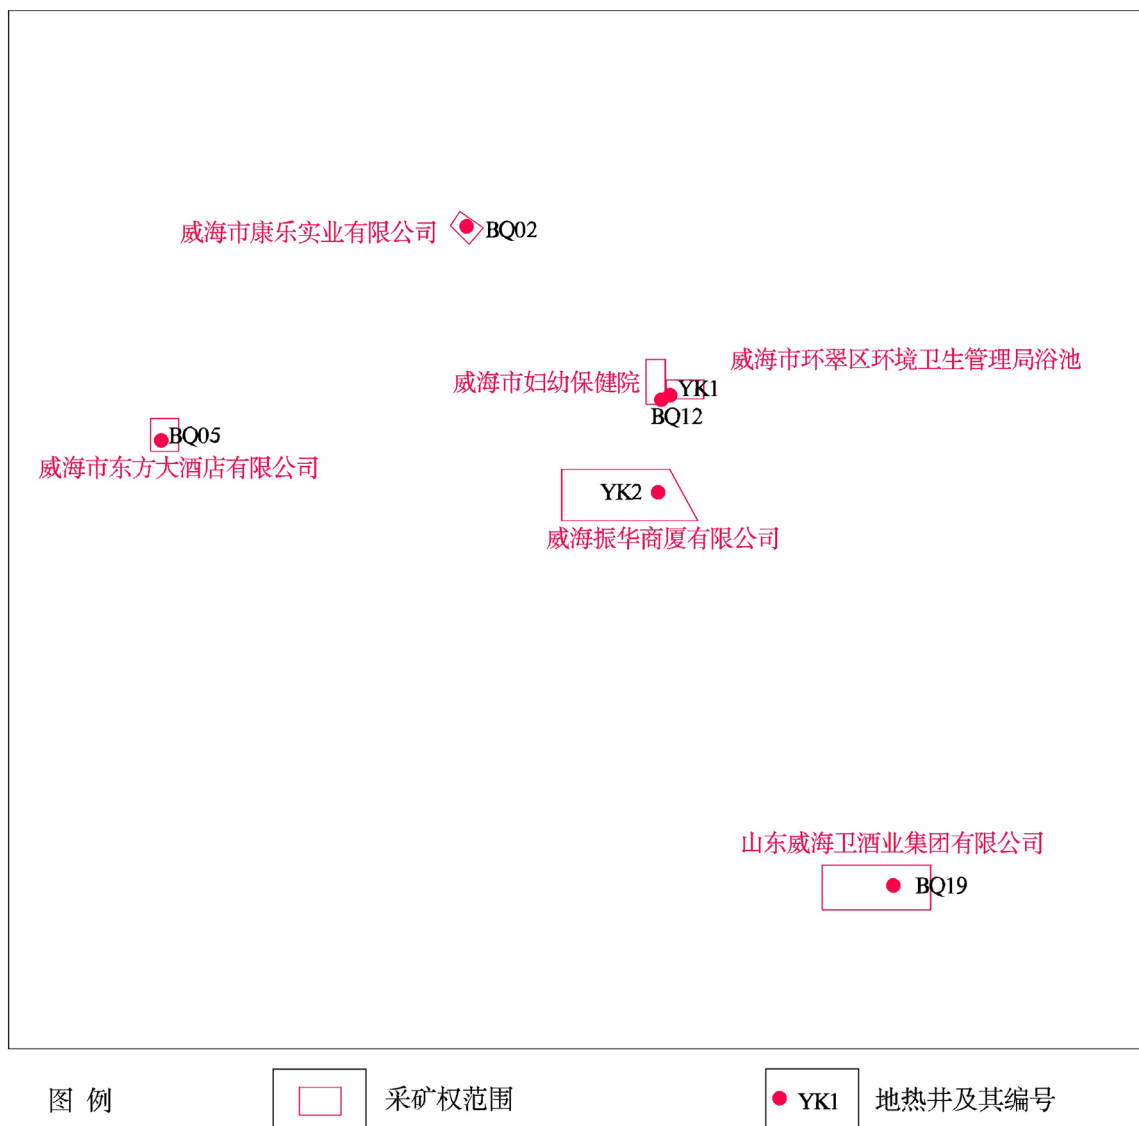 威海市康乐实业有限公司
BQ02
威海市环翠区环境卫生管理局浴池
威海市妇幼保健院
YK1
BQ12
BQ05
威海市东方大酒店有限公司
YK2
威海振华商厦有限公司
山东威海卫酒业集团有限公司
BQ19
图 例
采矿权范围
YK1
地热井及其编号